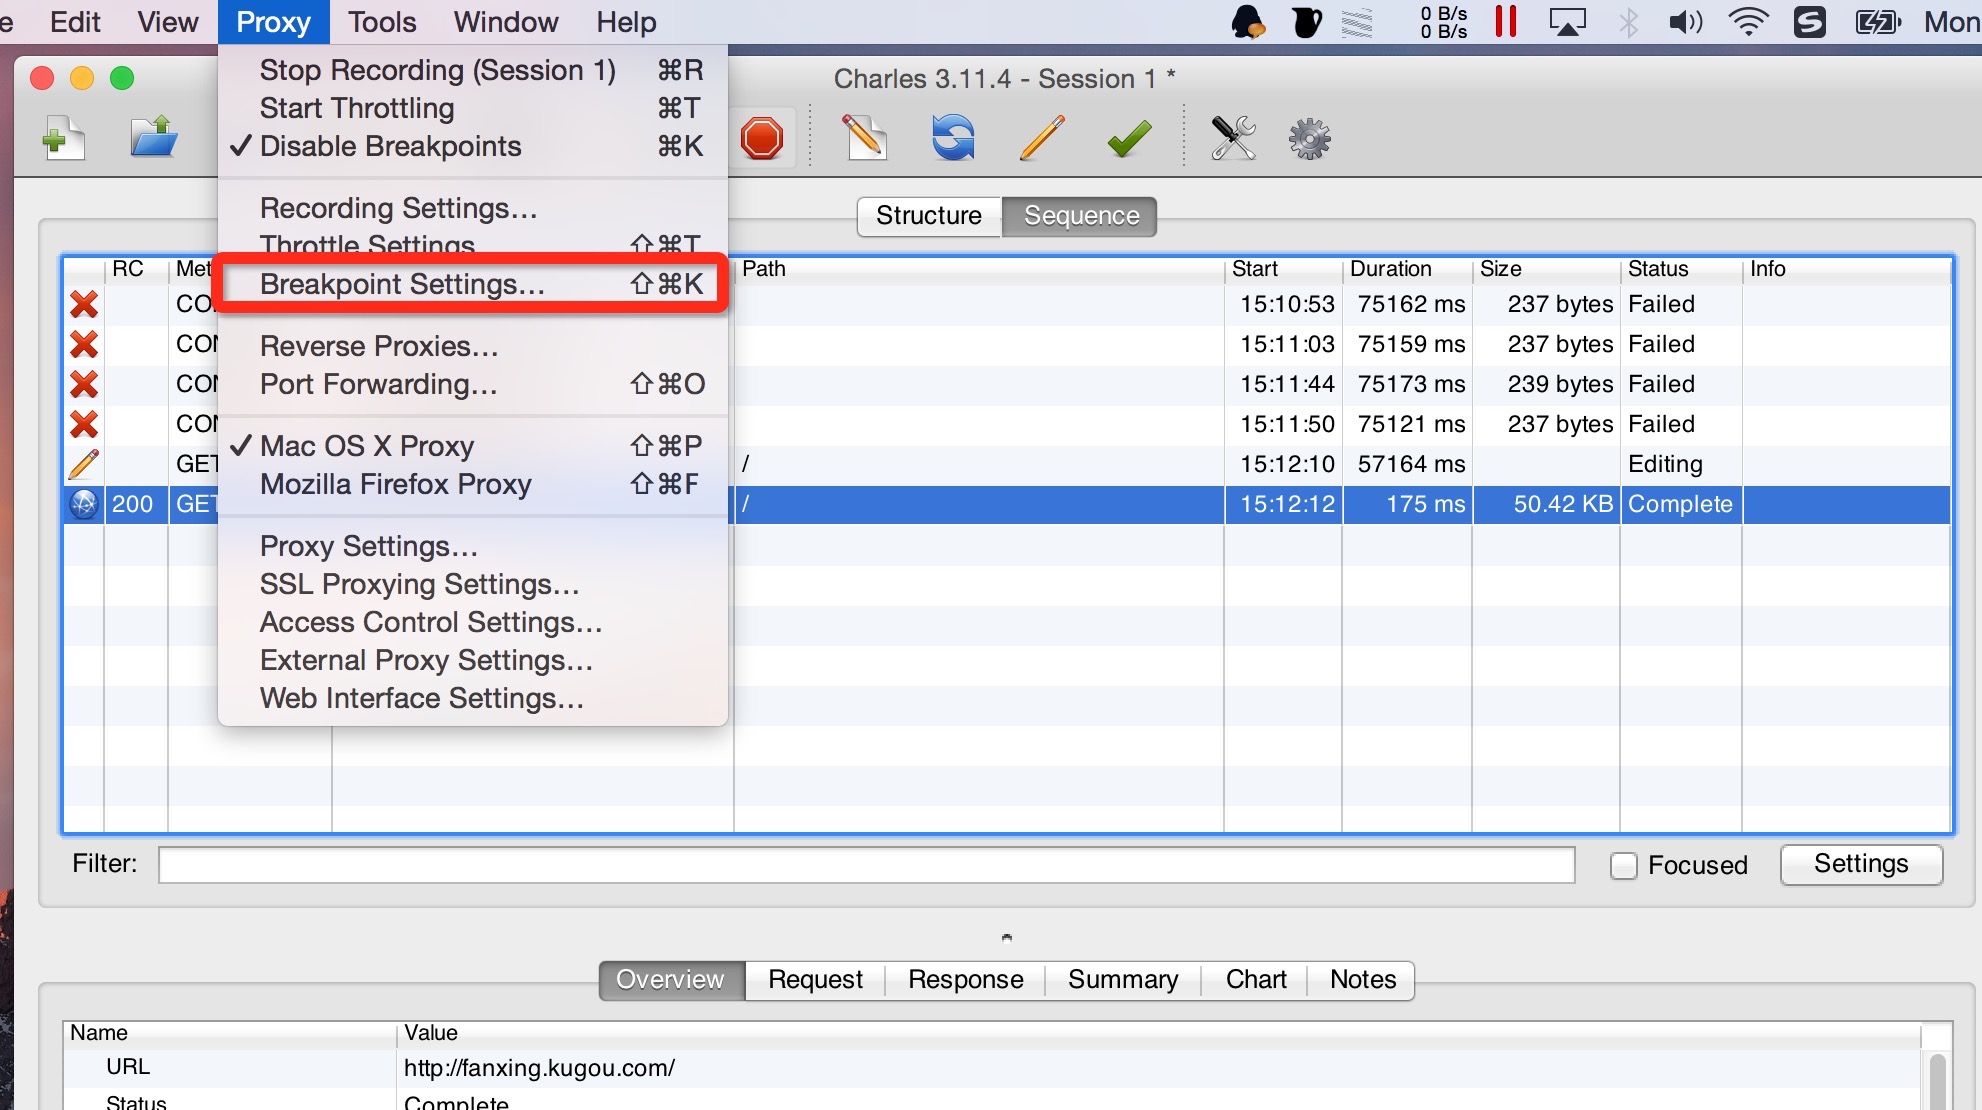 Edit View Proxy Tools Window Help 0 B/s 0 B/s Mon
Charles 3.11.4 - Session 1 *
Stop Recording (Session 1) ⌘R
Start Throttling ⌘T
✓ Disable Breakpoints ⌘K
Recording Settings...
Throttle Settings ⇧⌘T
Breakpoint Settings... ⇧⌘K
Reverse Proxies...
Port Forwarding... ⇧⌘O
✓ Mac OS X Proxy ⇧⌘P
Mozilla Firefox Proxy ⇧⌘F
Proxy Settings...
SSL Proxying Settings...
Access Control Settings...
External Proxy Settings...
Web Interface Settings...
Structure Sequence
RC Met Path Start Duration Size Status Info
CO 15:10:53 75162 ms 237 bytes Failed
CON 15:11:03 75159 ms 237 bytes Failed
CON 15:11:44 75173 ms 239 bytes Failed
CON 15:11:50 75121 ms 237 bytes Failed
GET / 15:12:10 57164 ms Editing
200 GET / 15:12:12 175 ms 50.42 KB Complete
Filter: Focused Settings
Overview Request Response Summary Chart Notes
Name Value
URL http://fanxing.kugou.com/
Status Complete